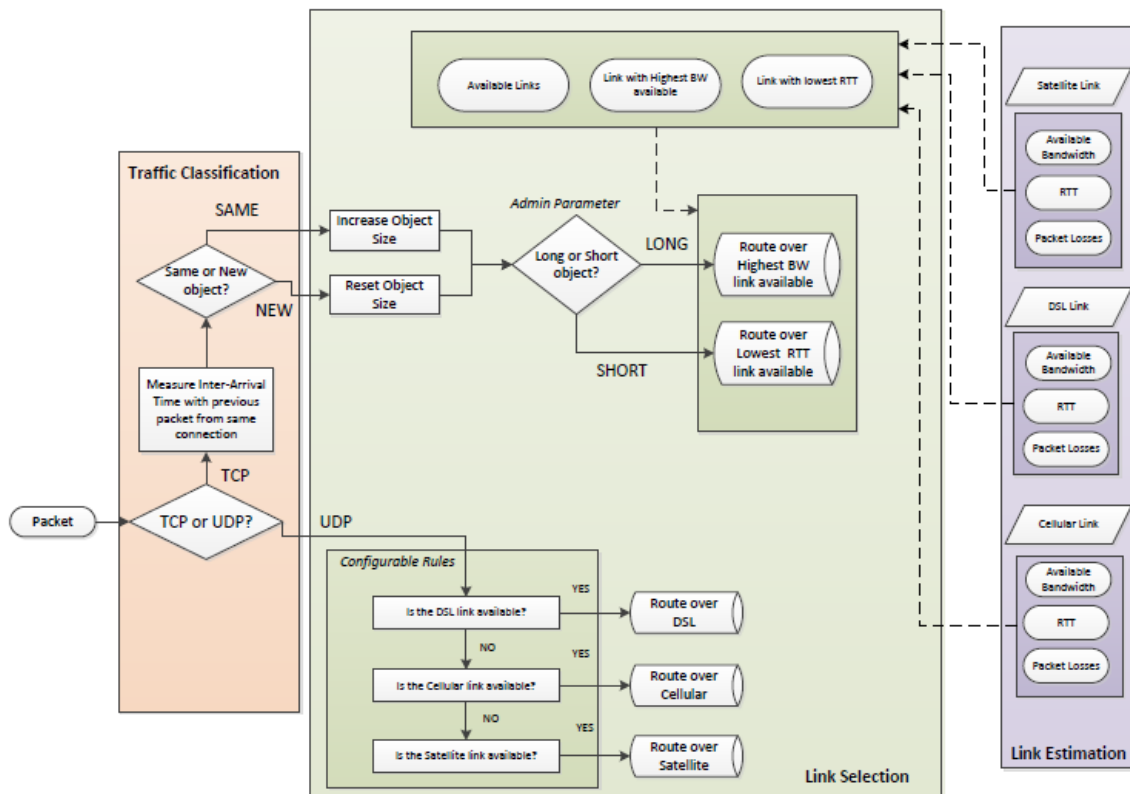 Traffic Classification
SAME
Same or New
object?
NEW
Measure Inter-Arrival
Time with previous
packet from same
connection
TCP
Packet
TCP or UDP?
UDP
Available Links
Link with Highest BW
available
Link with lowest RTT
Increase Object
Size
Reset Object
Size
Admin Parameter
Long or Short
object?
LONG
SHORT
Route over
Highest BW
link available
Route over
Lowest RTT
link available
Configurable Rules
Is the DSL link available?
YES
Route over
DSL
NO
Is the Cellular link available?
YES
Route over
Cellular
NO
Is the Satellite link available?
YES
Route over
Satellite
Link Selection
Satellite Link
Available
Bandwidth
RTT
Packet Losses
DSL Link
Available
Bandwidth
RTT
Packet Losses
Cellular Link
Available
Bandwidth
RTT
Packet Losses
Link Estimation